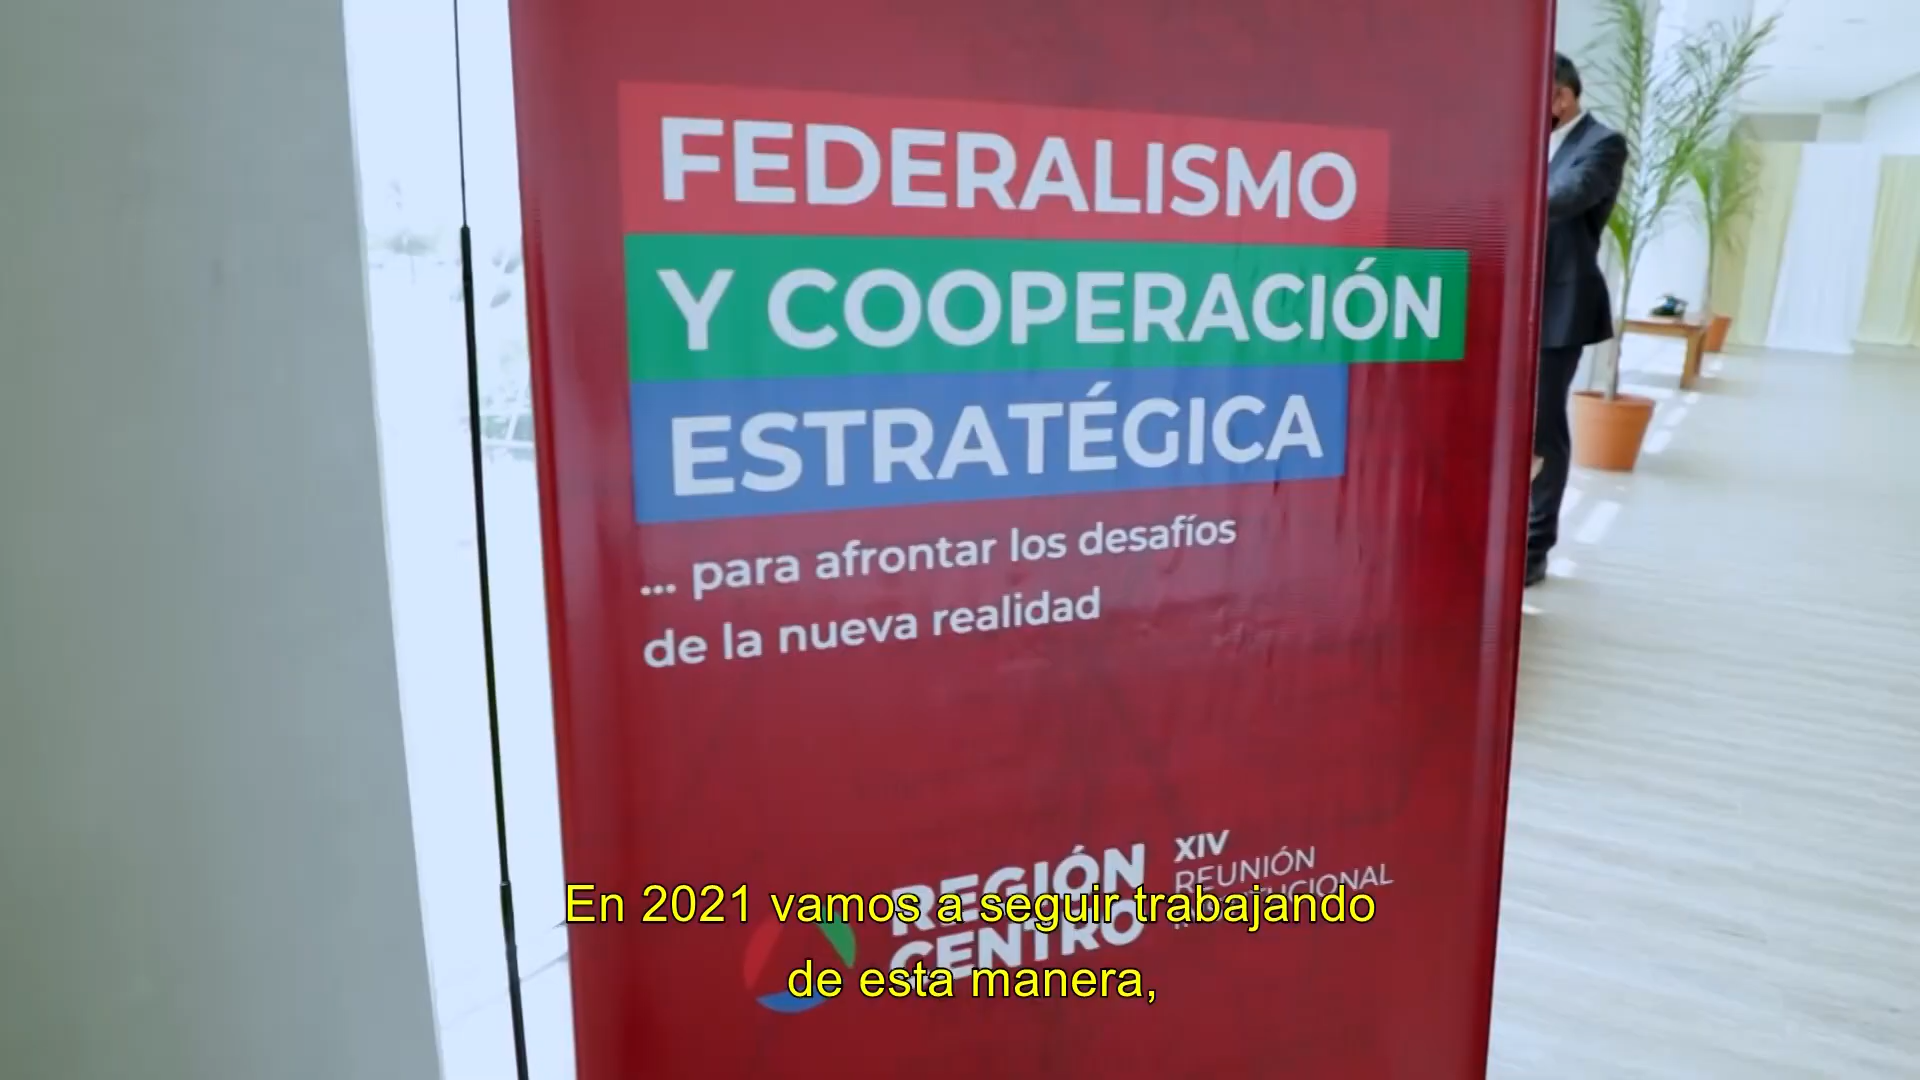 FEDERALISMO
Y COOPERACIÓN
ESTRATÉGICA
... para afrontar los desafíos
de la nueva realidad
REGIÓN
CENTRO
XIV
REUNIÓN
En 2021 vamos a seguir trabajando
de esta manera,